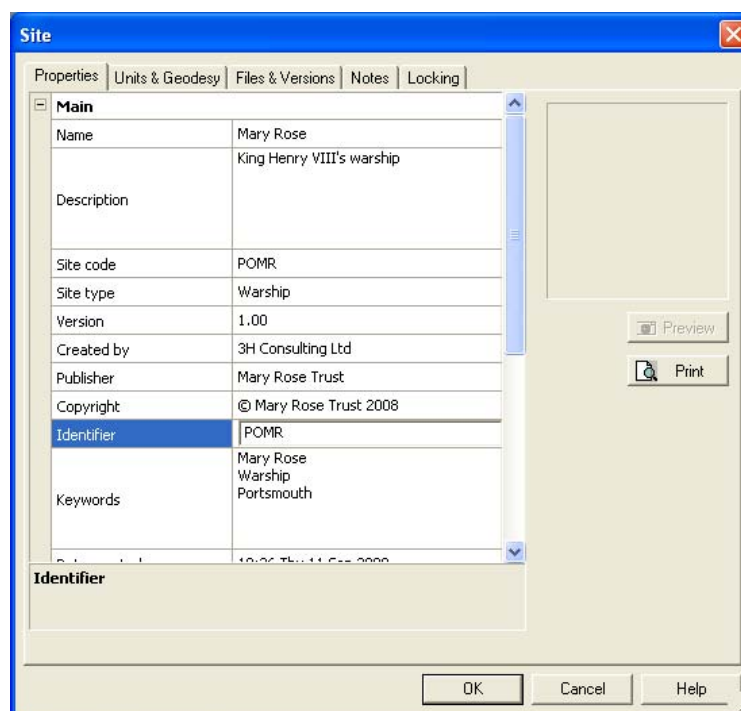 Site
Properties Units & Geodesy Files & Versions Notes Locking
Main
Name Mary Rose
Description King Henry VIII's warship
Site code POMR
Site type Warship
Version 1.00
Created by 3H Consulting Ltd
Publisher Mary Rose Trust
Copyright © Mary Rose Trust 2008
Identifier POMR
Keywords Mary Rose
Warship
Portsmouth
Identifier
Preview
Print
OK Cancel Help